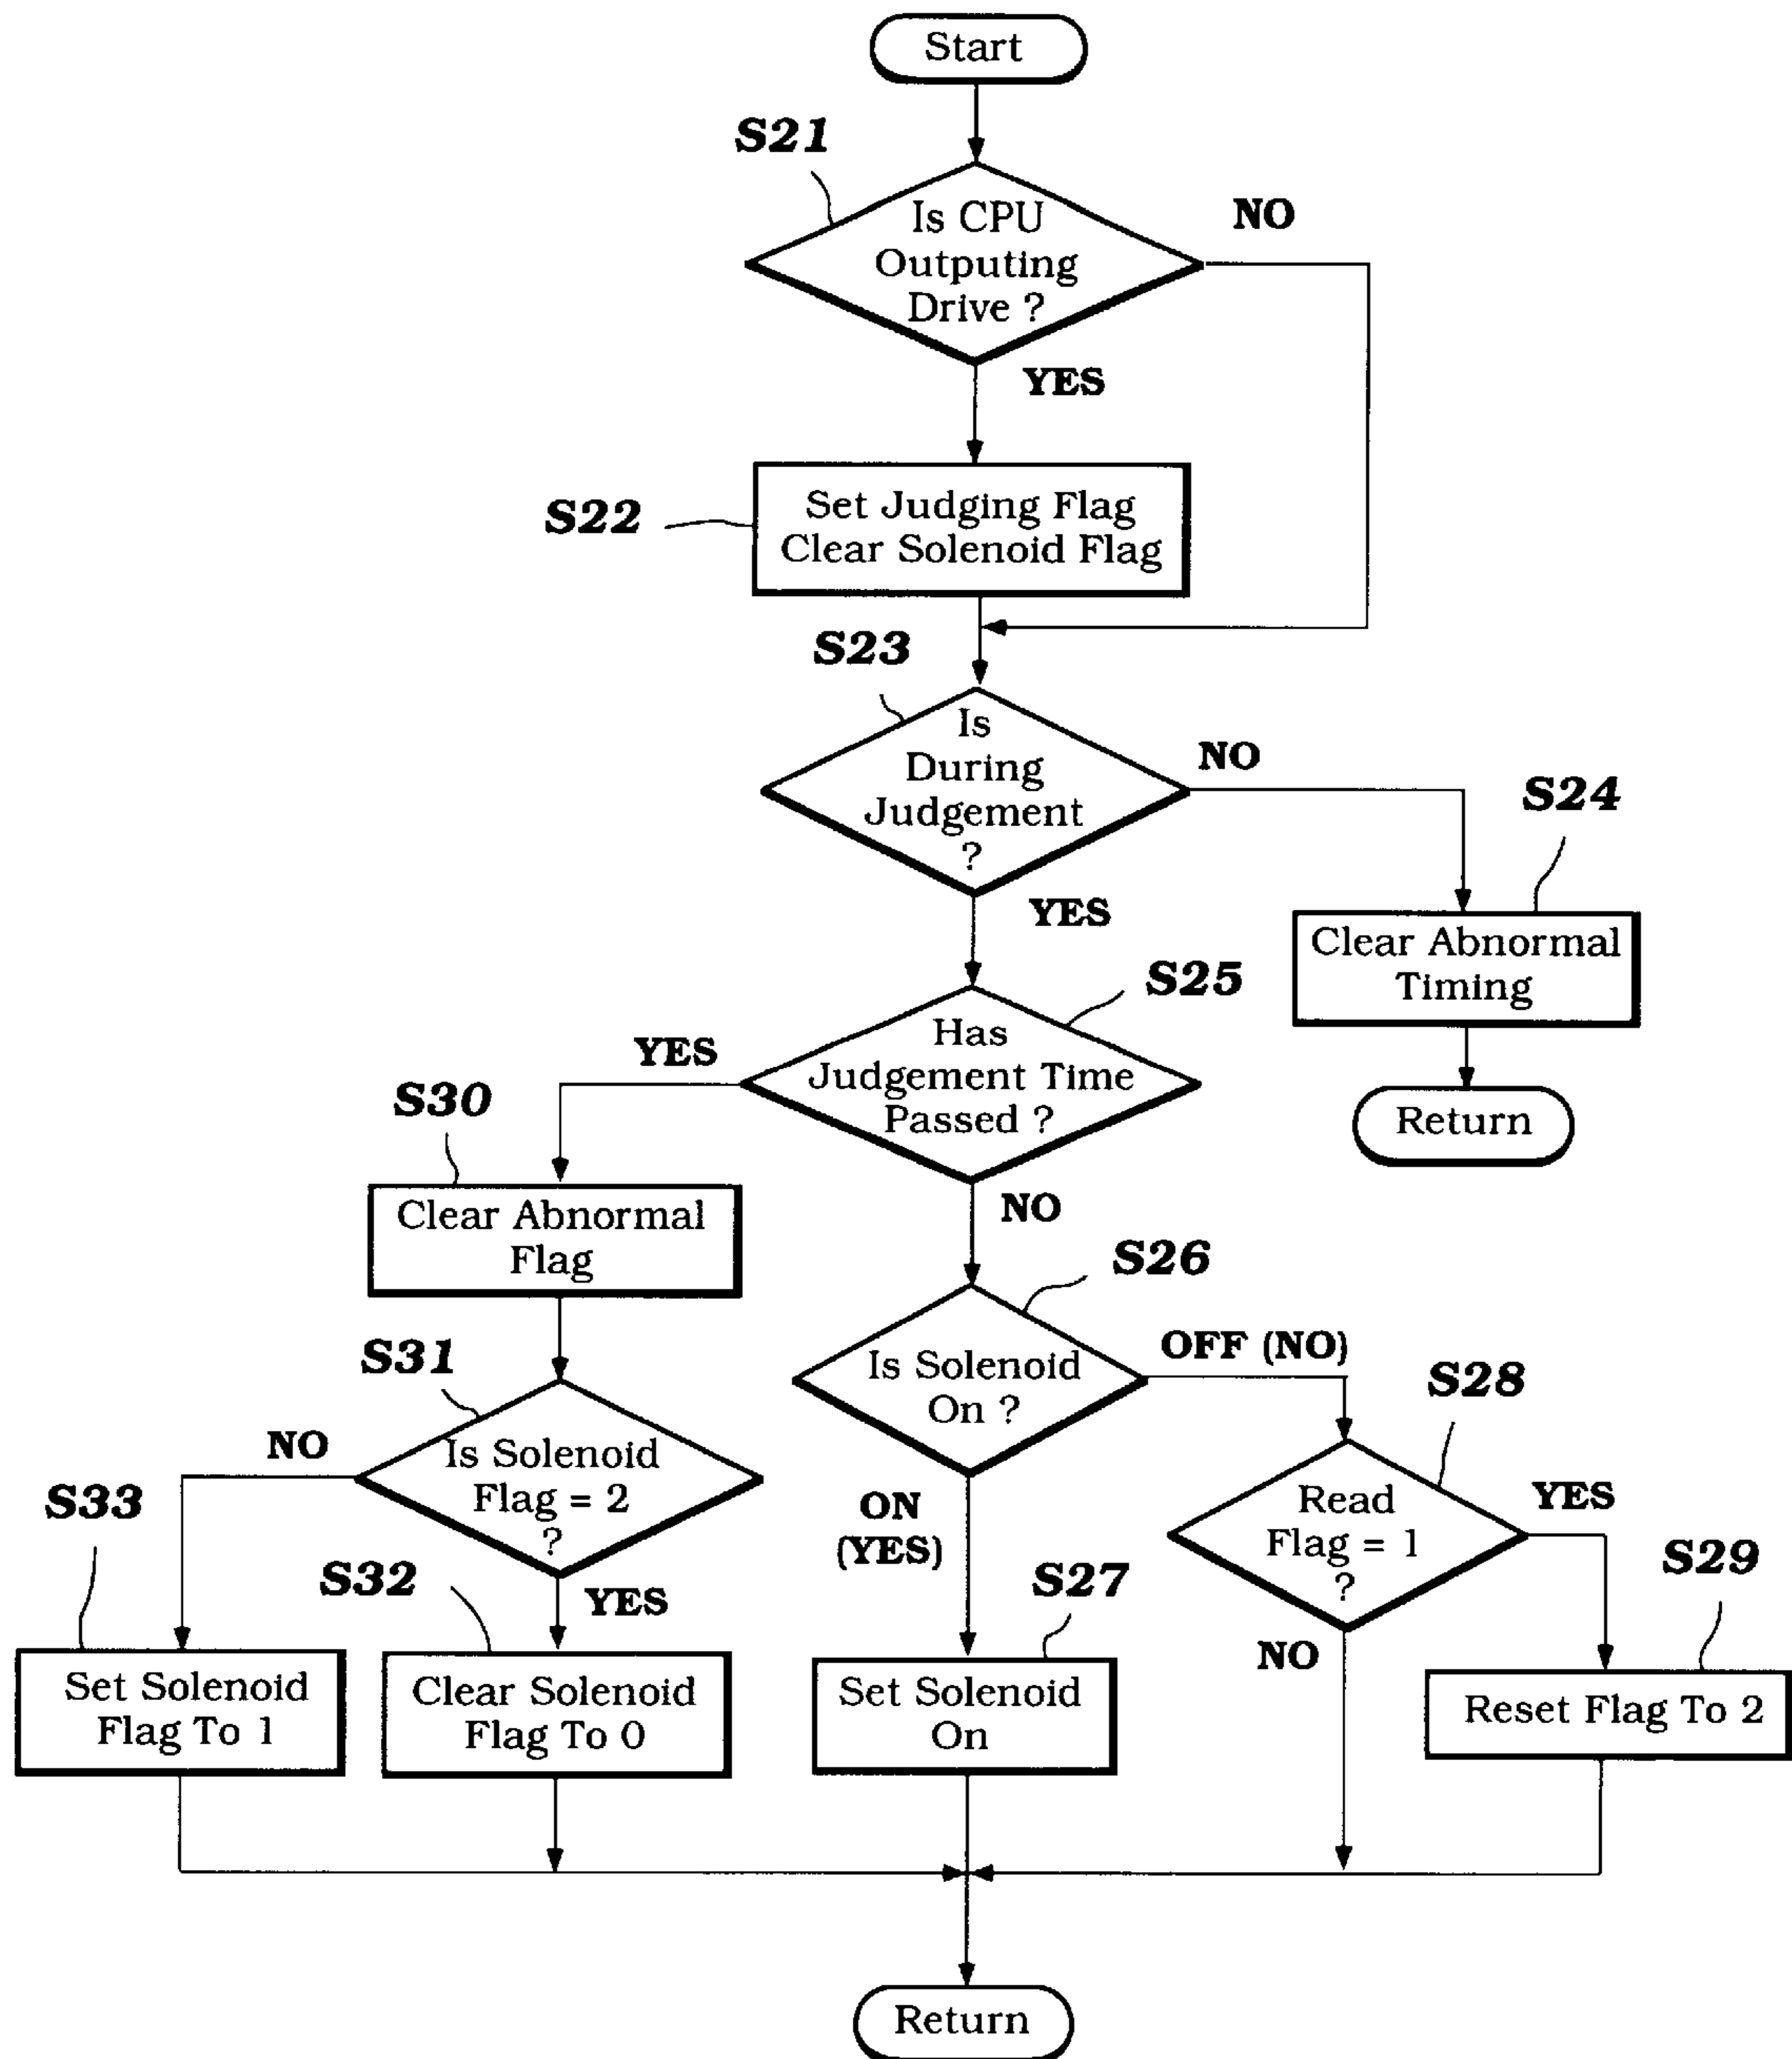 Start
S21
Is CPU
Outputing
Drive ?
NO
YES
S22
Set Judging Flag
Clear Solenoid Flag
S23
Is
During
Judgement
?
NO
YES
S24
Clear Abnormal
Timing
Return
S25
Has
Judgement Time
Passed ?
YES
NO
S30
Clear Abnormal
Flag
S26
Is Solenoid
On ?
OFF (NO)
ON
(YES)
S31
Is Solenoid
Flag = 2
?
NO
YES
S28
Read
Flag = 1
?
YES
NO
S33
Set Solenoid
Flag To 1
S32
Clear Solenoid
Flag To 0
S27
Set Solenoid
On
S29
Reset Flag To 2
Return